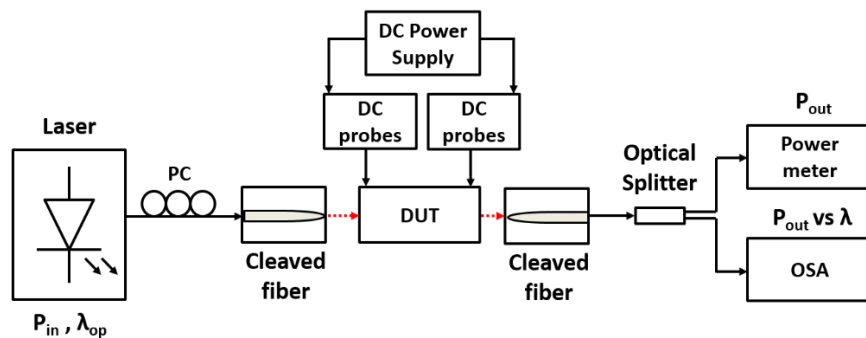 DC Power
Supply
DC
probes
DC
probes
Laser
PC
Cleaved
fiber
DUT
Cleaved
fiber
Optical
Splitter
P_out
Power
meter
P_out vs λ
OSA
P_in , λ_op